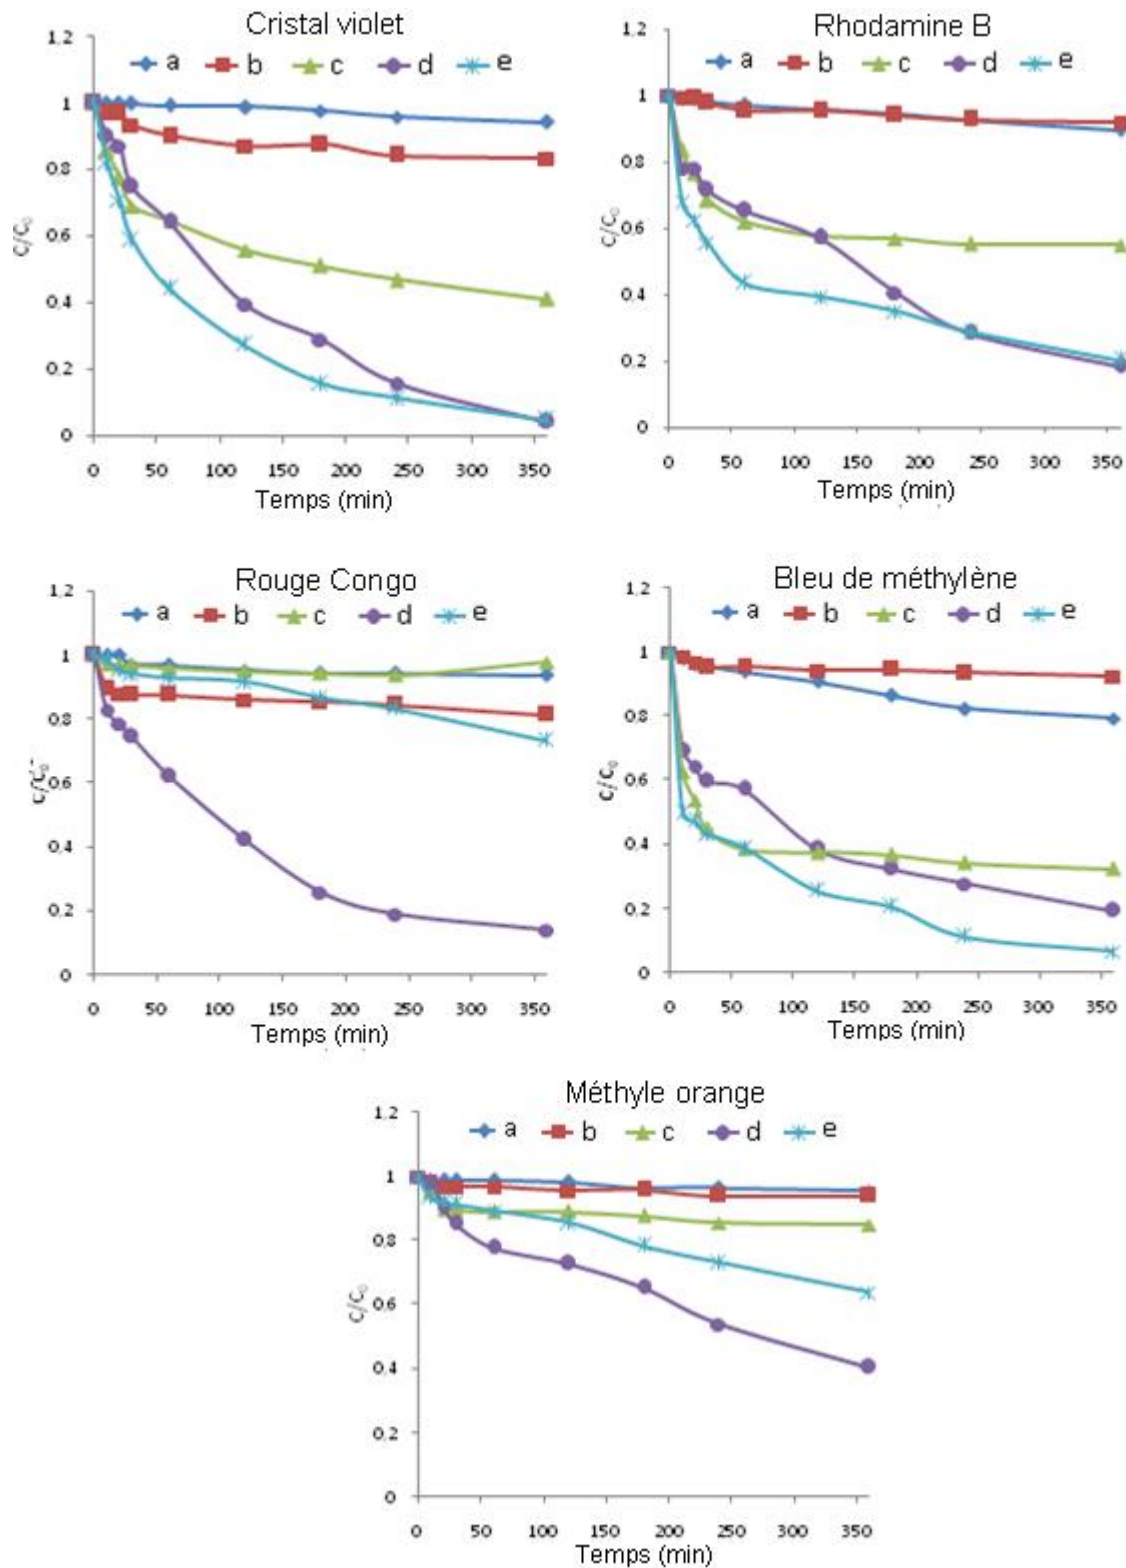 Cristal violet
1.2
a b c d e
1
0.8
C/C₀
0.6
0.4
0.2
0
0 50 100 150 200 250 300 350
Temps (min)
Rhodamine B
1.2
a b c d e
1
0.8
C/C₀
0.6
0.4
0.2
0
0 50 100 150 200 250 300 350
Temps (min)
Rouge Congo
1.2
a b c d e
1
0.8
C/C₀
0.6
0.4
0.2
0
0 50 100 150 200 250 300 350
Temps (min)
Bleu de méthylène
1.2
a b c d e
1
0.8
C/C₀
0.6
0.4
0.2
0
0 50 100 150 200 250 300 350
Temps (min)
Méthyle orange
1.2
a b c d e
1
0.8
C/C₀
0.6
0.4
0.2
0
0 50 100 150 200 250 300 350
Temps (min)